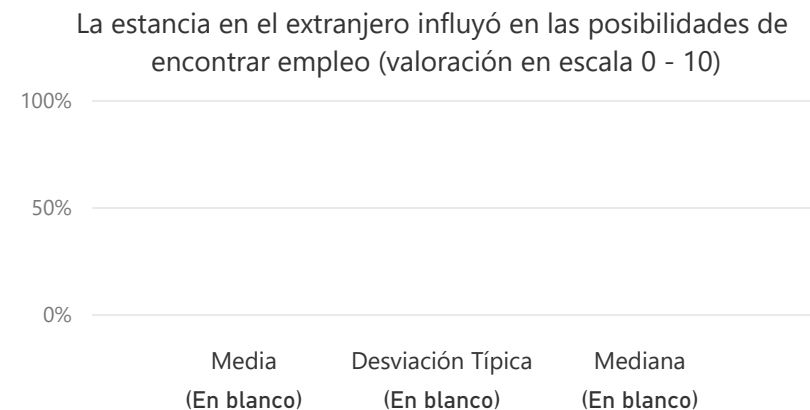 La estancia en el extranjero influyó en las posibilidades de
encontrar empleo (valoración en escala 0 - 10)
100%
50%
0%
Media Desviación Típica Mediana
(En blanco) (En blanco) (En blanco)